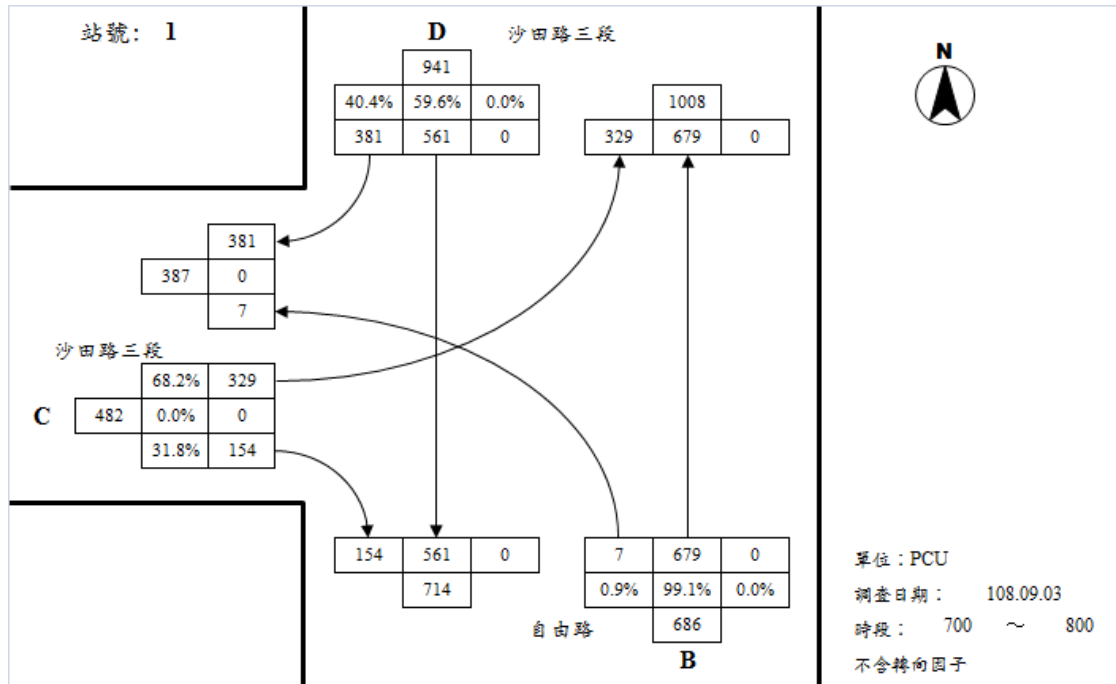 站號： 1
D 沙田路三段
N
941
40.4% 59.6% 0.0%
381 561 0
1008
329 679 0
381
387 0
7
沙田路三段
68.2% 329
C 482 0.0% 0
31.8% 154
154 561 0
714
7 679 0
0.9% 99.1% 0.0%
686
自由路
B
單位：PCU
調查日期： 108.09.03
時段： 700 ～ 800
不含轉向因子